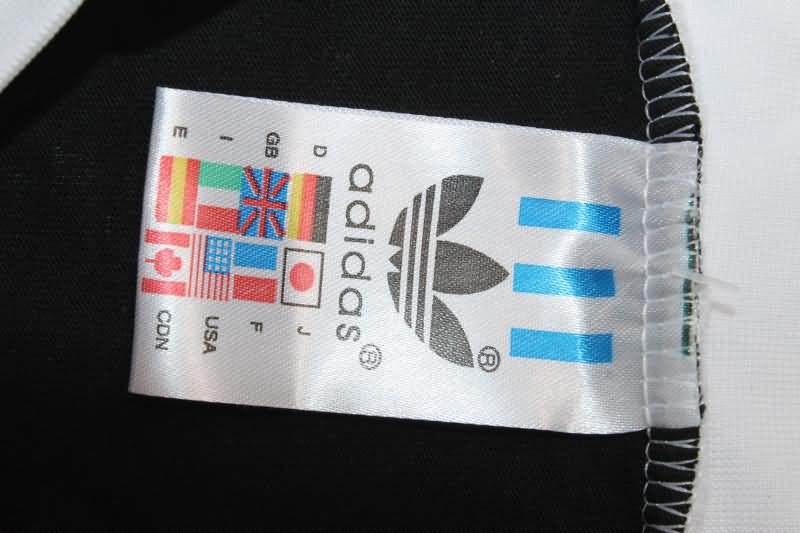 ®
adidas®
D J
GB F
I USA
E CDN